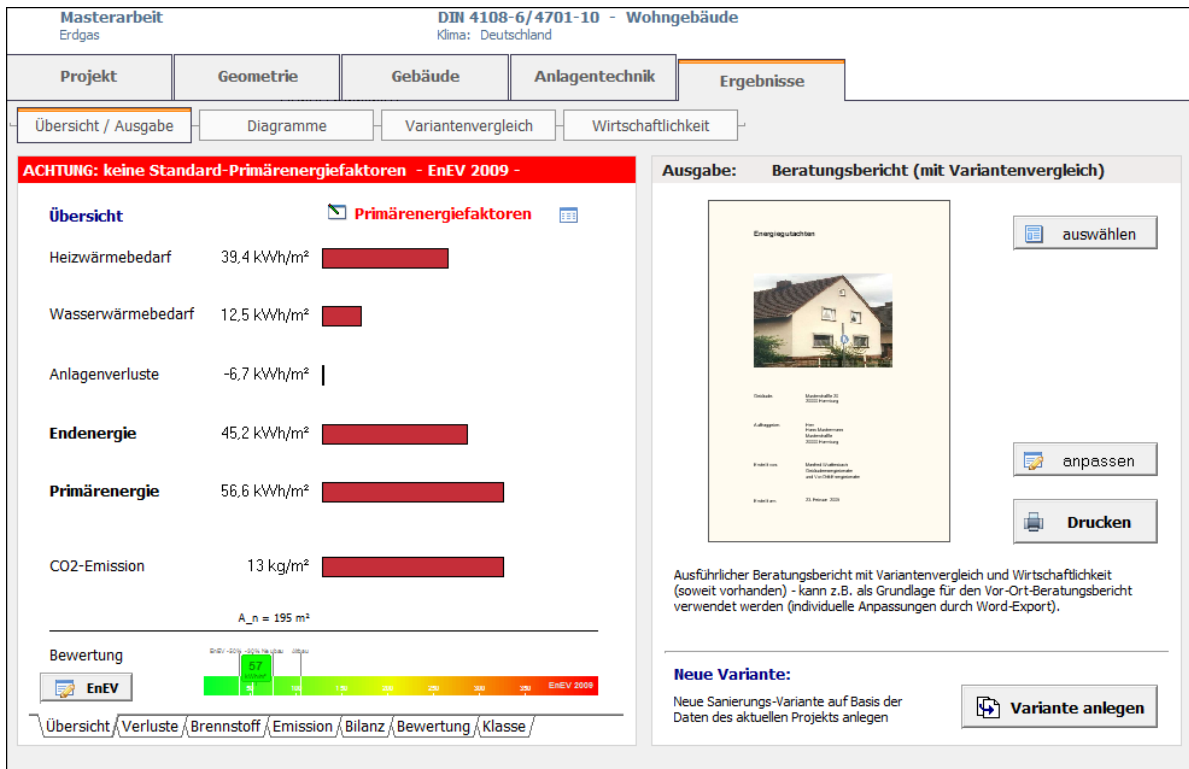 Masterarbeit
Erdgas
DIN 4108-6/4701-10 - Wohngebäude
Klima: Deutschland
Projekt
Geometrie
Gebäude
Anlagentechnik
Ergebnisse
Übersicht / Ausgabe
Diagramme
Variantenvergleich
Wirtschaftlichkeit
ACHTUNG: keine Standard-Primärenergiefaktoren - EnEV 2009 -
Übersicht
Primärenergiefaktoren
Heizwärmebedarf 39,4 kWh/m²
Wasserwärmebedarf 12,5 kWh/m²
Anlagenverluste -6,7 kWh/m²
Endenergie 45,2 kWh/m²
Primärenergie 56,6 kWh/m²
CO2-Emission 13 kg/m²
A_n = 195 m²
Bewertung
EnEV
57
100
250
300
350
EnEV 2009
Übersicht
Verluste
Brennstoff
Emission
Bilanz
Bewertung
Klasse
Ausgabe: Beratungsbericht (mit Variantenvergleich)
Energiegutachten
auswählen
anpassen
Drucken
Ausführlicher Beratungsbericht mit Variantenvergleich und Wirtschaftlichkeit
(soweit vorhanden) - kann z.B. als Grundlage für den Vor-Ort-Beratungsbericht
verwendet werden (individuelle Anpassungen durch Word-Export).
Neue Variante:
Neue Sanierungs-Variante auf Basis der
Daten des aktuellen Projekts anlegen
Variante anlegen